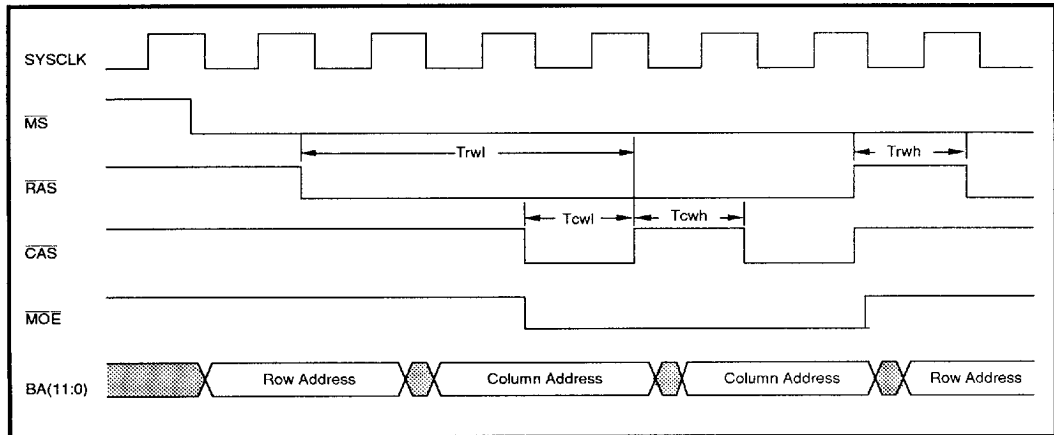 SYSCLK
MS
Trwl
Trwh
RAS
Tcwl
Tcwh
CAS
MOE
BA(11:0)
Row Address
Column Address
Column Address
Row Address